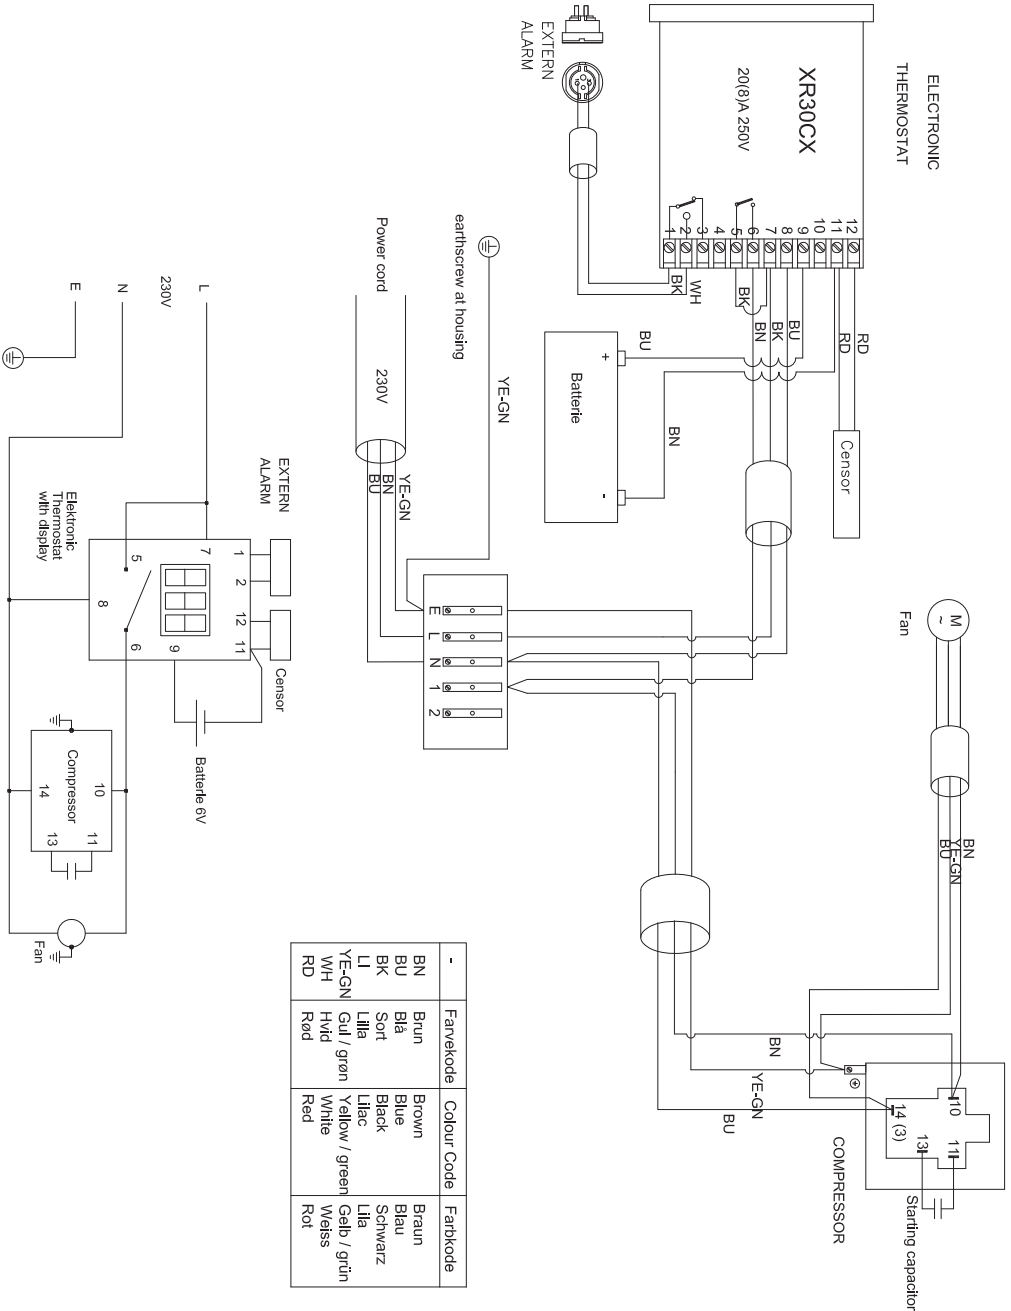 ELECTRONIC
THERMOSTAT
XR30CX
20(8)A 250V
1 2 3 4 5 6 7 8 9 10 11 12
EXTERN
ALARM
WH
BK
BK
BN
BK
BU
RD
RD
Censor
BU
BN
+
Batterie
-
earthscrew at housing
YE-GN
Power cord
230V
YE-GN
BN
BU
E
L
N
1
2
M
~
Fan
BN
YE-GN
BU
BN
YE-GN
BU
COMPRESSOR
10
14 (3)
11
13
Starting capacitor
L
230V
N
E
EXTERN
ALARM
Elektronic
Thermostat
with display
7
5
8
6
9
1
2
12
11
Censor
Batterie 6V
Compressor
10
14
11
13
Fan
- Farvekode Colour Code Farbkode
BN Brun Brown Braun
BU Blå Blue Blau
BK Sort Black Schwarz
LI Lilla Lilac Lila
YE-GN Gul / grøn Yellow / green Gelb / grün
WH Hvid White Weiss
RD Rød Red Rot